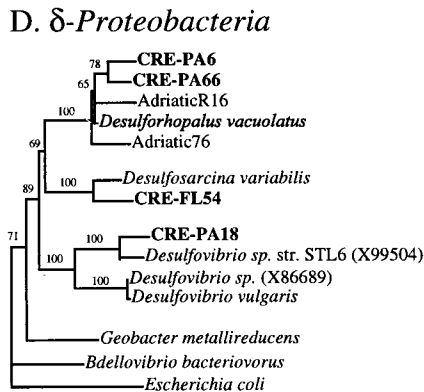 D. δ-Proteobacteria
78 CRE-PA6
65 CRE-PA66
AdriaticR16
100 Desulforhopalus vacuolatus
Adriatic76
69
100 Desulfosarcina variabilis
CRE-FL54
89
CRE-PA18
100
Desulfovibrio sp. str. STL6 (X99504)
71
100 Desulfovibrio sp. (X86689)
100
Desulfovibrio vulgaris
Geobacter metallireducens
Bdellovibrio bacteriovorus
Escherichia coli